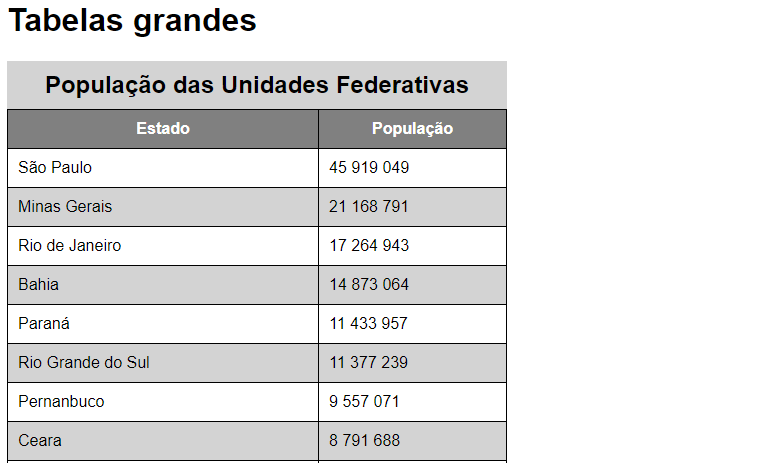 Tabelas grandes
População das Unidades Federativas
Estado População
São Paulo 45 919 049
Minas Gerais 21 168 791
Rio de Janeiro 17 264 943
Bahia 14 873 064
Paraná 11 433 957
Rio Grande do Sul 11 377 239
Pernanbuco 9 557 071
Ceara 8 791 688